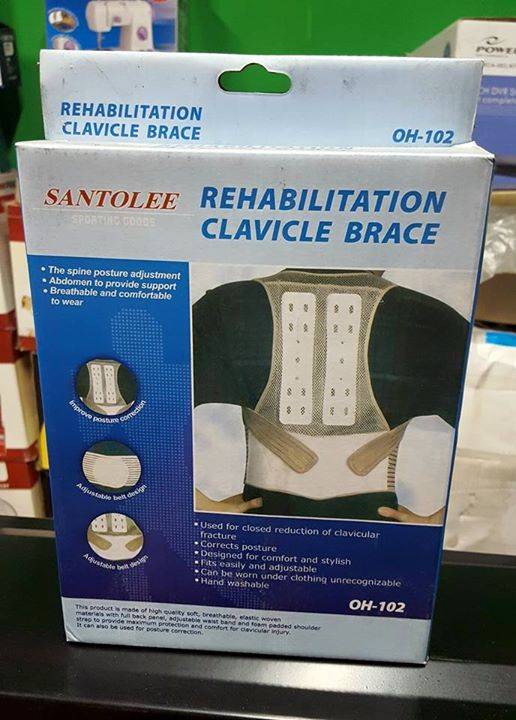 REHABILITATION
CLAVICLE BRACE
OH-102
SANTOLEE
SPORTING GOODS
REHABILITATION
CLAVICLE BRACE
• The spine posture adjustment
• Abdomen to provide support
• Breathable and comfortable
to wear
Improve posture correction
Adjustable belt design
Adjustable belt design
• Used for closed reduction of clavicular
fracture
• Corrects posture
• Designed for comfort and stylish
• Fits easily and adjustable
• Can be worn under clothing unrecognizable
• Hand washable
OH-102
This product is made of high quality soft, breathable, elastic woven
materials with full back panel, adjustable waist band and foam padded shoulder
strap to provide maximum protection and comfort for clavicular injury.
It can also be used for posture correction.
POWE